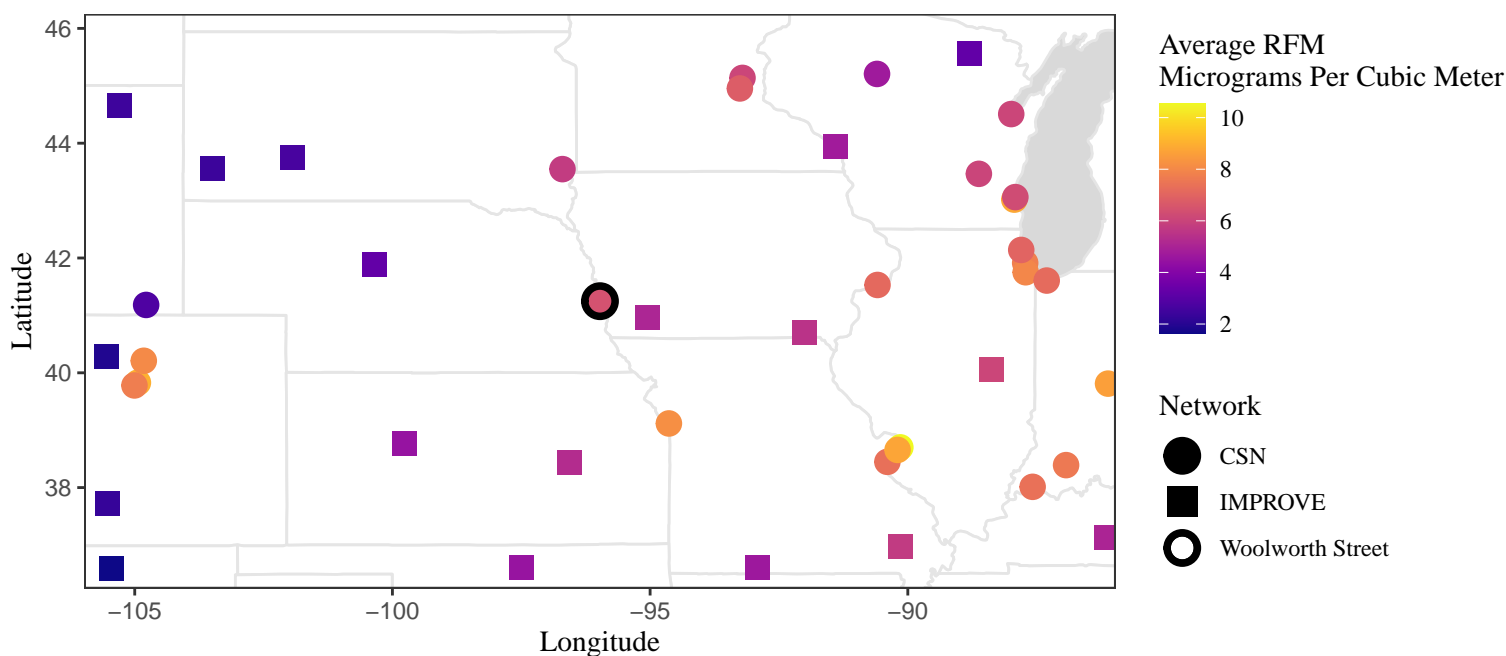 46
44
42
40
38
Latitude
−105
−100
−95
−90
Longitude
Average RFM
Micrograms Per Cubic Meter
10
8
6
4
2
Network
CSN
IMPROVE
Woolworth Street